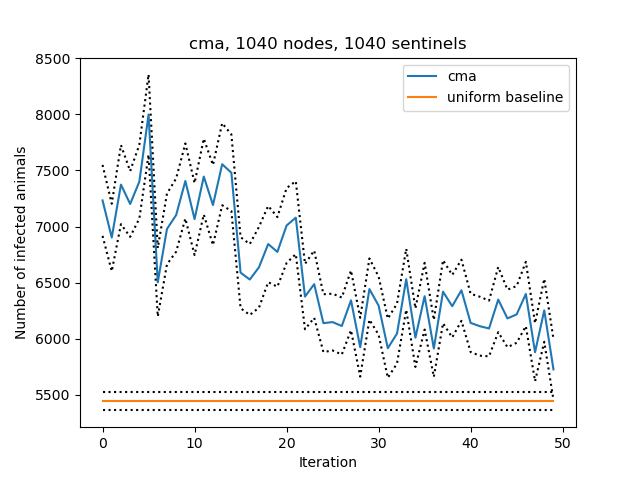 cma, 1040 nodes, 1040 sentinels
8500
8000
7500
7000
6500
6000
5500
Number of infected animals
cma
uniform baseline
0 10 20 30 40 50
Iteration